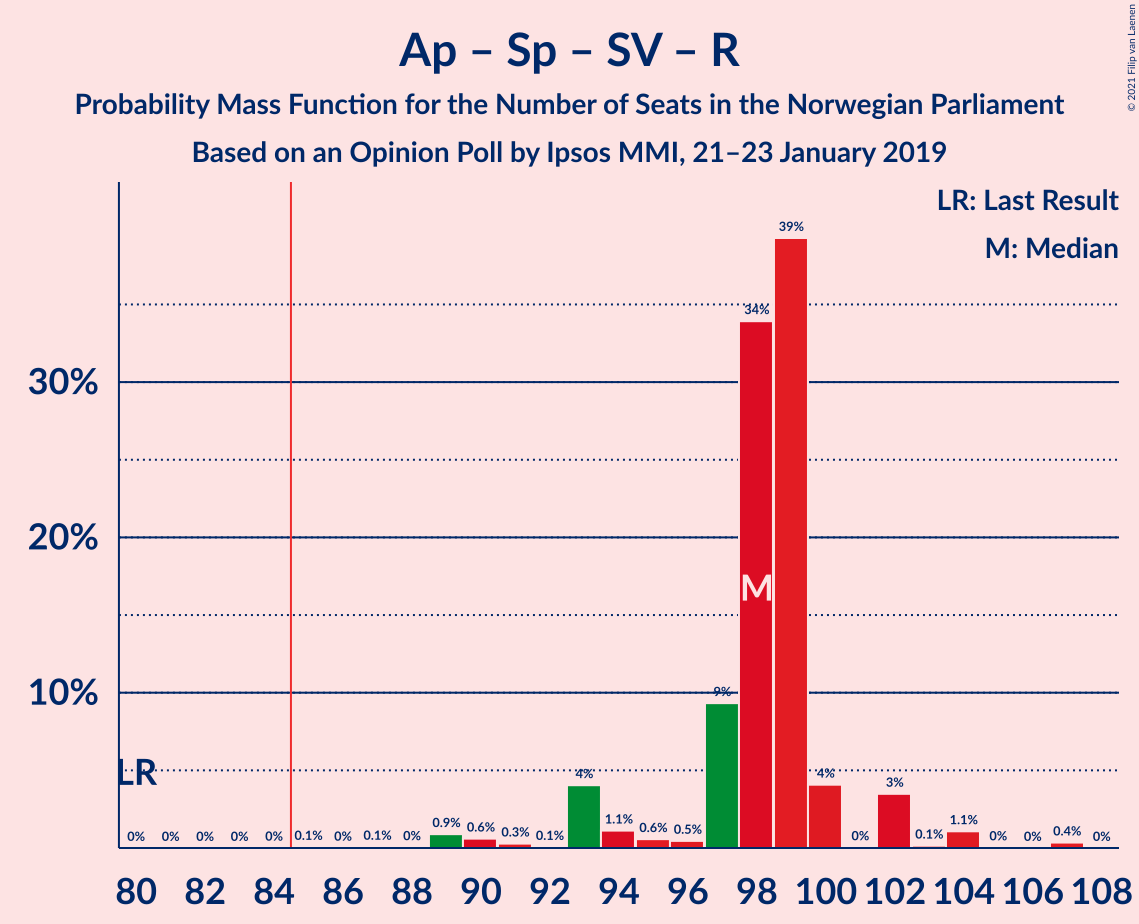 © 2021 Filip van Laenen
Ap – Sp – SV – R
Probability Mass Function for the Number of Seats in the Norwegian Parliament
Based on an Opinion Poll by Ipsos MMI, 21–23 January 2019
LR: Last Result
M: Median
39%
34%
30%
20%
M
10%
9%
LR
4%
4%
3%
0% 0% 0% 0% 0% 0.1% 0% 0.1% 0% 0.9% 0.6% 0.3% 0.1% 1.1% 0.6% 0.5% 0% 0.1% 1.1% 0% 0% 0.4% 0%
80 82 84 86 88 90 92 94 96 98 100 102 104 106 108